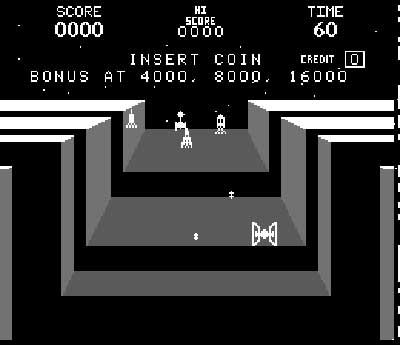 SCORE HI SCORE TIME
0000 0000 60
INSERT COIN CREDIT 0
BONUS AT 4000, 8000, 16000